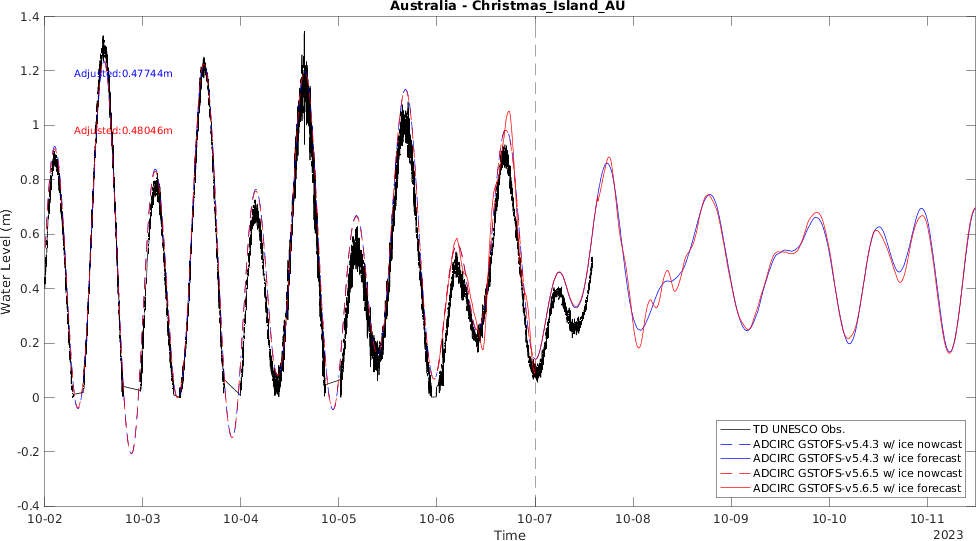 Australia - Christmas_Island_AU
1.4
1.2
1
0.8
0.6
0.4
0.2
0
-0.2
-0.4
Water Level (m)
Adjusted:0.47744m
Adjusted:0.48046m
TD UNESCO Obs.
ADCIRC GSTOFS-v5.4.3 w/ ice nowcast
ADCIRC GSTOFS-v5.4.3 w/ ice forecast
ADCIRC GSTOFS-v5.6.5 w/ ice nowcast
ADCIRC GSTOFS-v5.6.5 w/ ice forecast
10-02 10-03 10-04 10-05 10-06 10-07 10-08 10-09 10-10 10-11
Time
2023